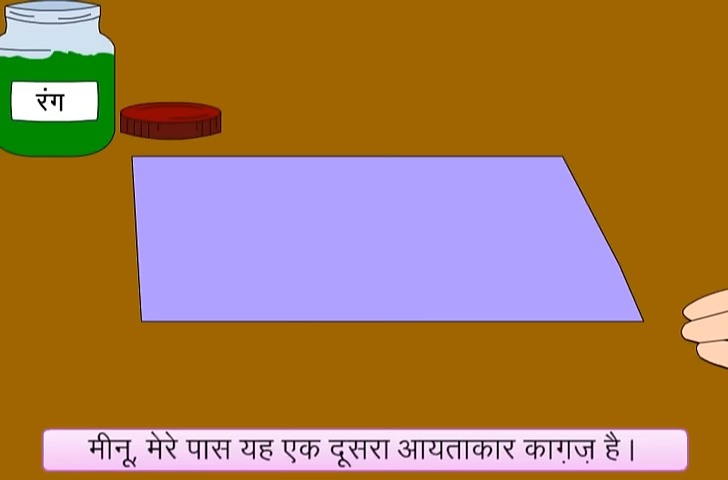 रंग
मीनू, मेरे पास यह एक दूसरा आयताकार काग़ज़ है।